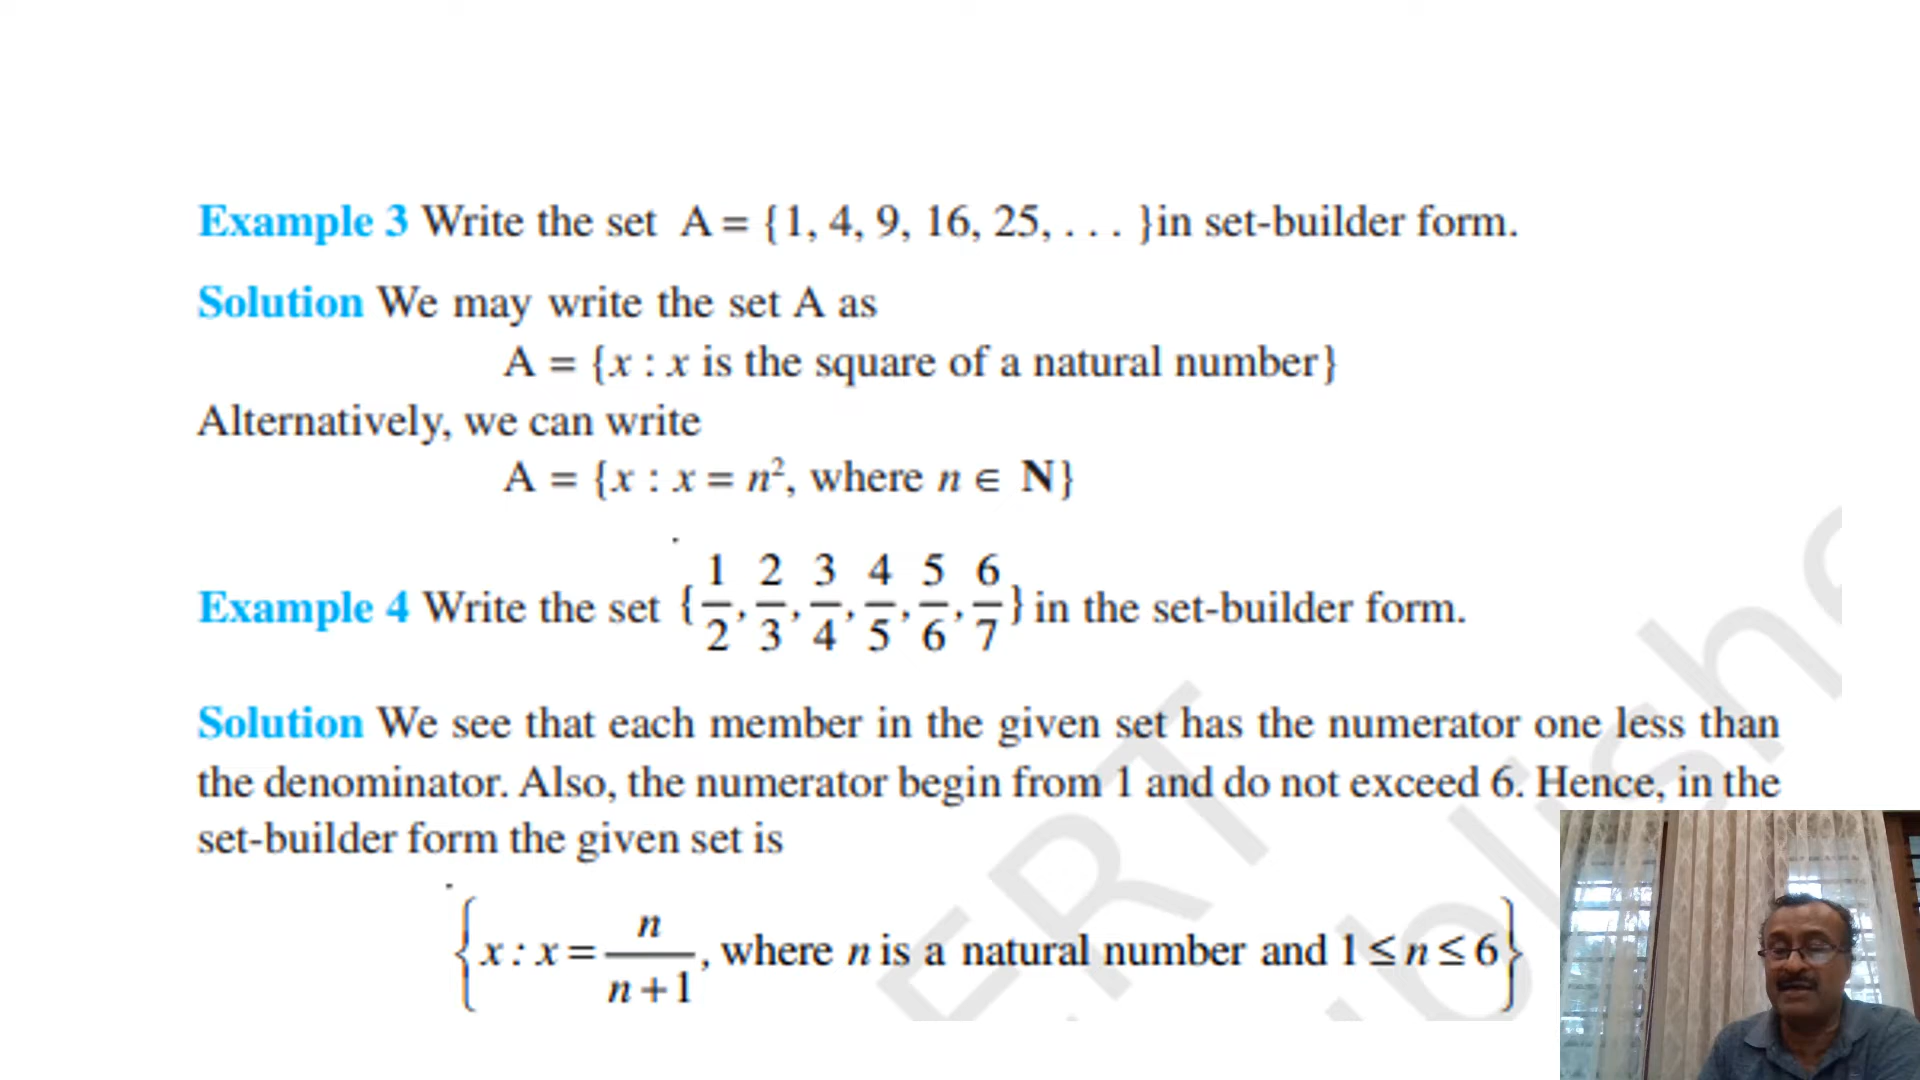 Example 3 Write the set A = {1, 4, 9, 16, 25, . . . }in set-builder form.
Solution We may write the set A as
A = {x : x is the square of a natural number}
Alternatively, we can write
A = {x : x = n², where n ∈ N}
Example 4 Write the set {1/2, 2/3, 3/4, 4/5, 5/6, 6/7} in the set-builder form.
Solution We see that each member in the given set has the numerator one less than
the denominator. Also, the numerator begin from 1 and do not exceed 6. Hence, in the
set-builder form the given set is
{x : x = n/(n+1), where n is a natural number and 1 ≤ n ≤ 6}